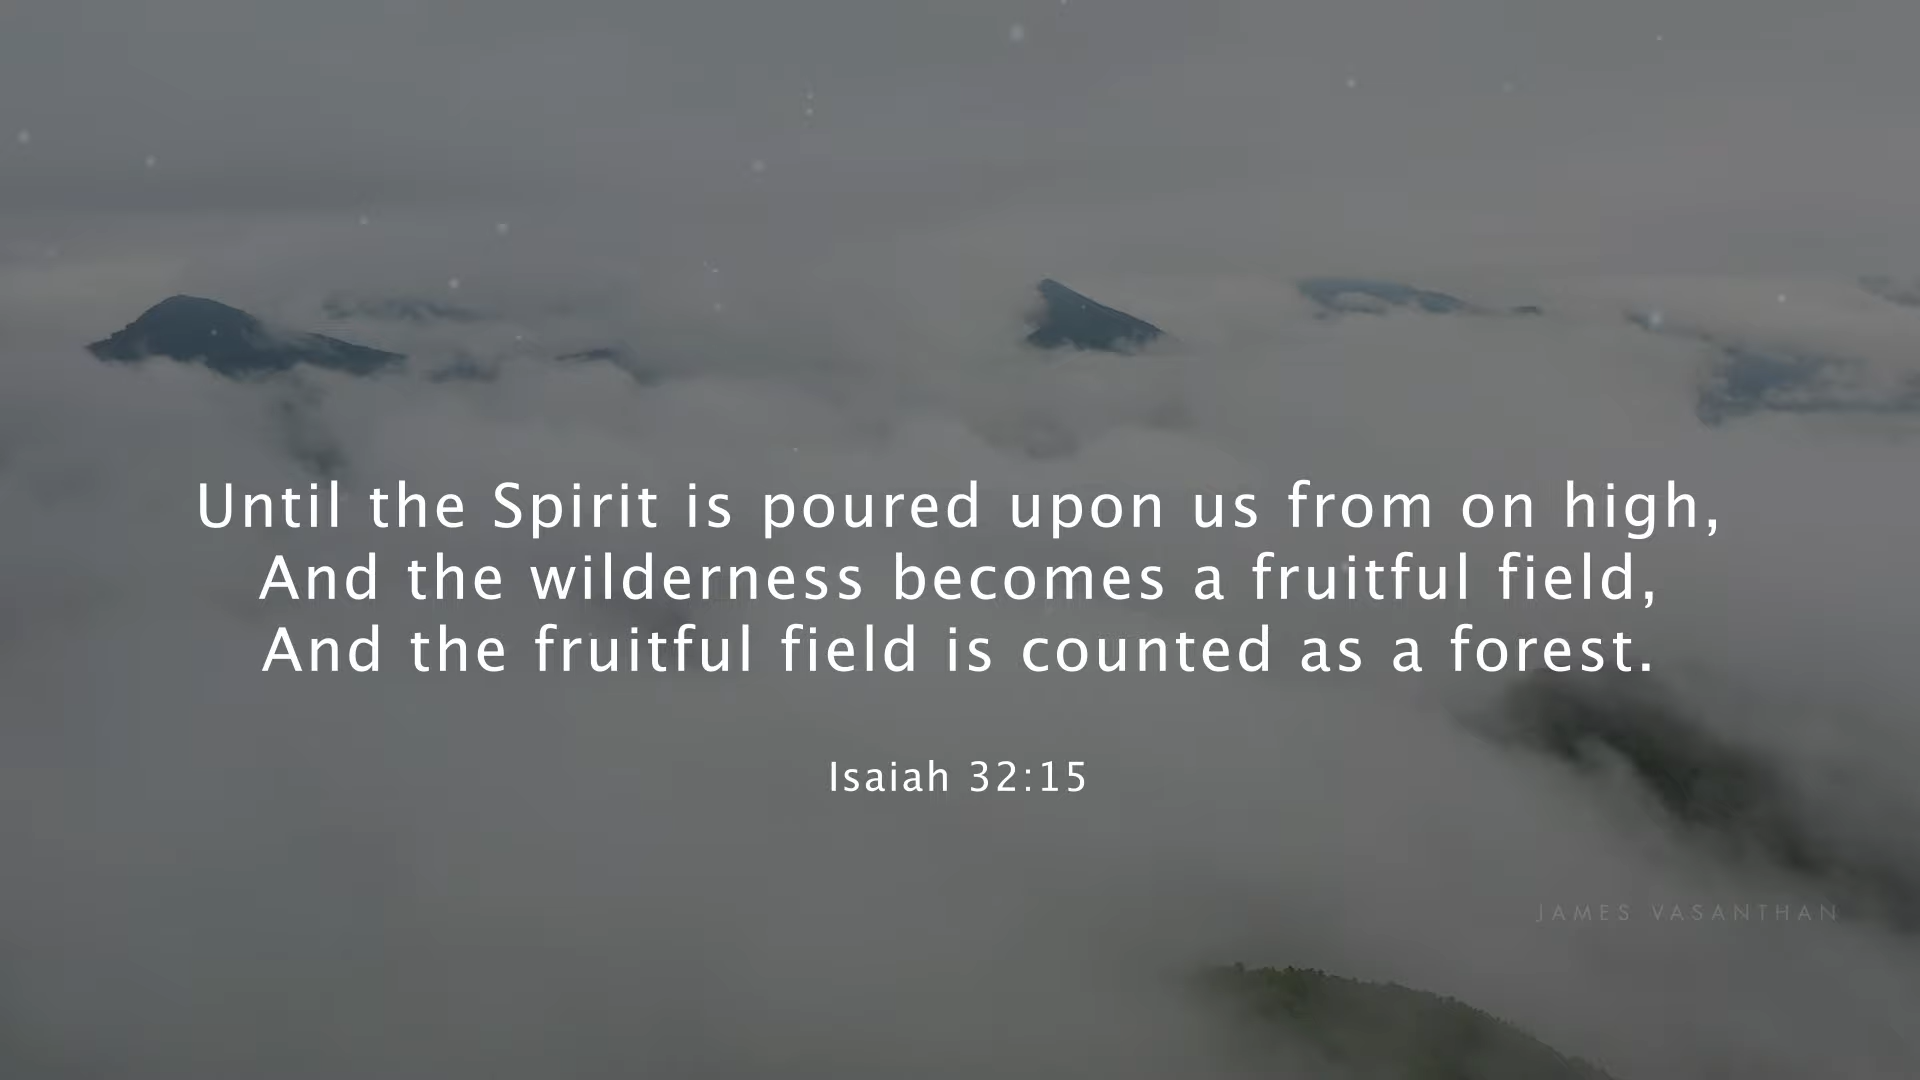 Until the Spirit is poured upon us from on high,
And the wilderness becomes a fruitful field,
And the fruitful field is counted as a forest.
Isaiah 32:15
JAMES VASANTHAN